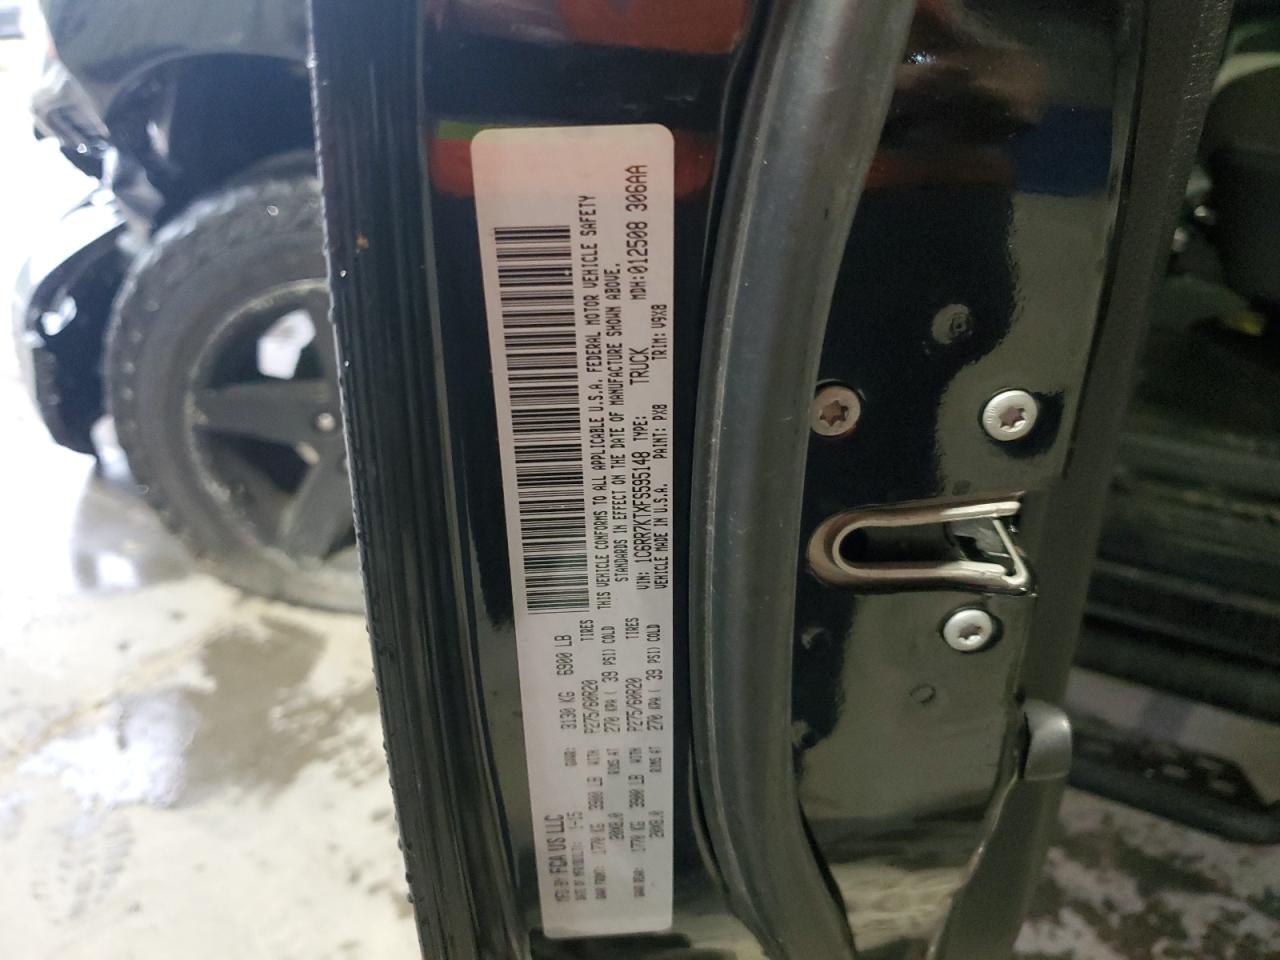 MFD BY FCA US LLC
DATE OF MFR/MONTH: 1-15 GVWR: 3130 KG 6900 LB
GAWR FRONT: 1770 KG 3900 LB WITH P275/60R20 TIRES
20X8.0 RIMS AT 270 KPA ( 39 PSI) COLD
GAWR REAR: 1770 KG 3900 LB WITH P275/60R20 TIRES
20X8.0 RIMS AT 270 KPA ( 39 PSI) COLD
THIS VEHICLE CONFORMS TO ALL APPLICABLE U.S.A. FEDERAL MOTOR VEHICLE SAFETY
STANDARDS IN EFFECT ON THE DATE OF MANUFACTURE SHOWN ABOVE.
VIN: 1C6RR7KTXFS595148 TYPE: TRUCK MDH:012508 306AA
VEHICLE MADE IN U.S.A. PAINT: PX8 TRIM: V9X8